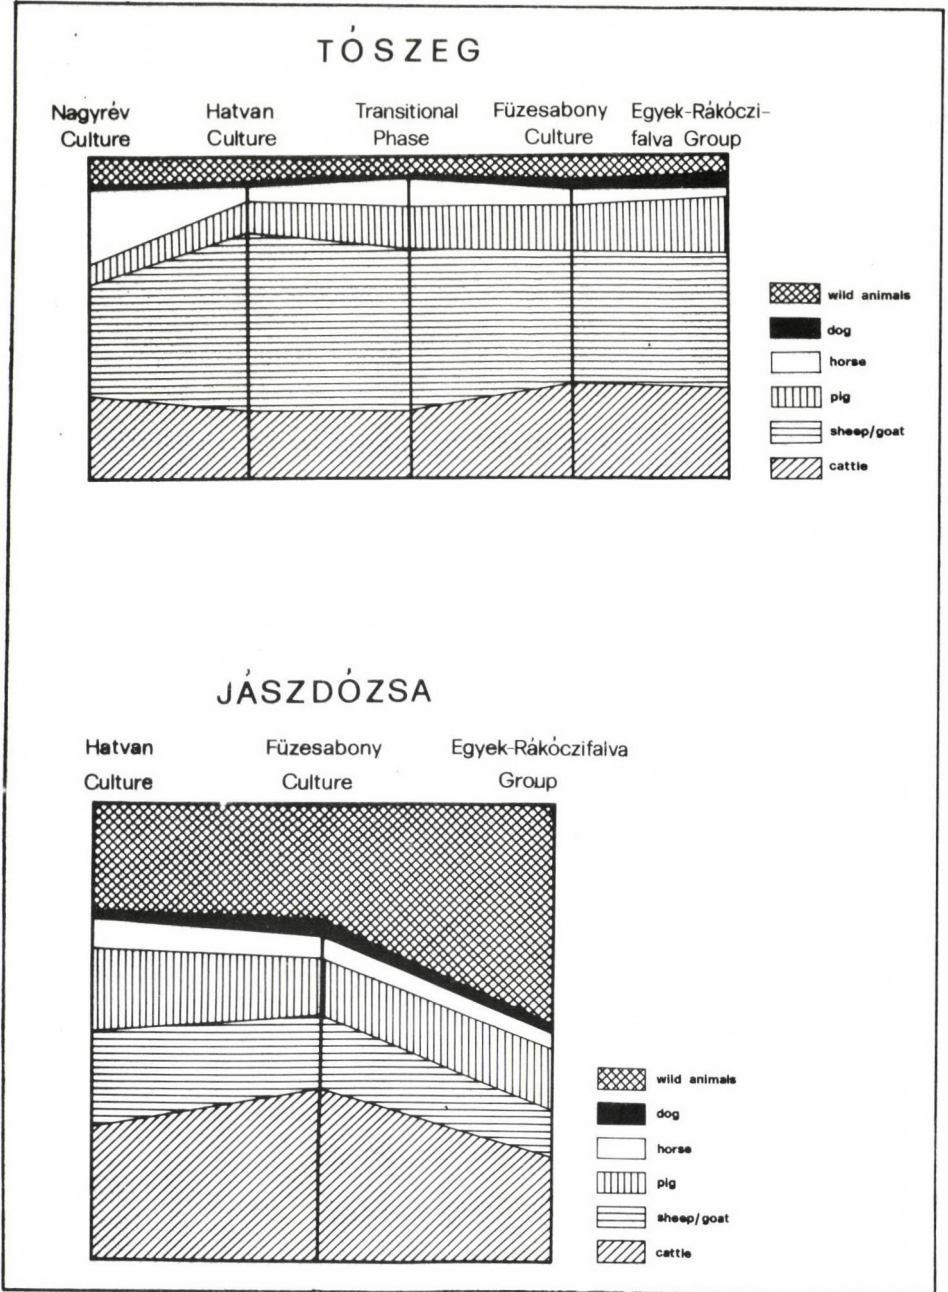 TÓSZEG
Nagyrév Culture
Hatvan Culture
Transitional Phase
Füzesabony Culture
Egyek-Rákóczi-
falva Group
wild animals
dog
horse
pig
sheep/goat
cattle
JÁSZDÓZSA
Hatvan Culture
Füzesabony Culture
Egyek-Rákóczifalva Group
wild animals
dog
horse
pig
sheep/goat
cattle